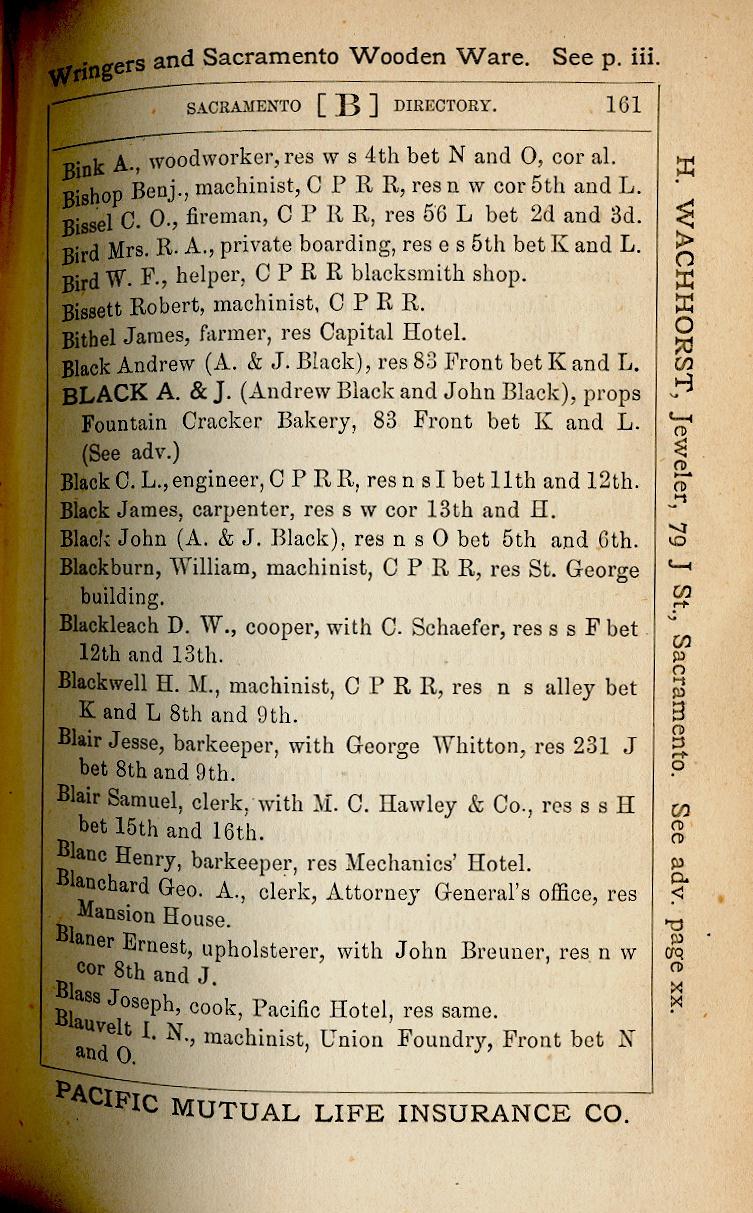 Wringers and Sacramento Wooden Ware. See p. iii.
SACRAMENTO [B] DIRECTORY. 161
Bink A., woodworker, res w s 4th bet N and O, cor al.
Bishop Benj., machinist, C P R R, res n w cor 5th and L.
Bissel C. O., fireman, C P R R, res 56 L bet 2d and 3d.
Bird Mrs. R. A., private boarding, res e s 5th bet K and L.
Bird W. F., helper, C P R R blacksmith shop.
Bissett Robert, machinist, C P R R.
Bithel James, farmer, res Capital Hotel.
Black Andrew (A. & J. Black), res 83 Front bet K and L.
BLACK A. & J. (Andrew Black and John Black), props
Fountain Cracker Bakery, 83 Front bet K and L.
(See adv.)
Black C. L., engineer, C P R R, res n s I bet 11th and 12th.
Black James, carpenter, res s w cor 13th and H.
Black John (A. & J. Black), res n s O bet 5th and 6th.
Blackburn, William, machinist, C P R R, res St. George
building.
Blackleach D. W., cooper, with C. Schaefer, res s s F bet
12th and 13th.
Blackwell H. M., machinist, C P R R, res n s alley bet
K and L 8th and 9th.
Blair Jesse, barkeeper, with George Whitton, res 231 J
bet 8th and 9th.
Blair Samuel, clerk, with M. C. Hawley & Co., res s s H
bet 15th and 16th.
Blanc Henry, barkeeper, res Mechanics' Hotel.
Blanchard Geo. A., clerk, Attorney General's office, res
Mansion House.
Blaner Ernest, upholsterer, with John Breuner, res n w
cor 8th and J.
Blass Joseph, cook, Pacific Hotel, res same.
Blauvelt I. N., machinist, Union Foundry, Front bet N
and O.
PACIFIC MUTUAL LIFE INSURANCE CO.
H. WACHHORST, Jeweler, 79 J St., Sacramento. See adv. page xx.